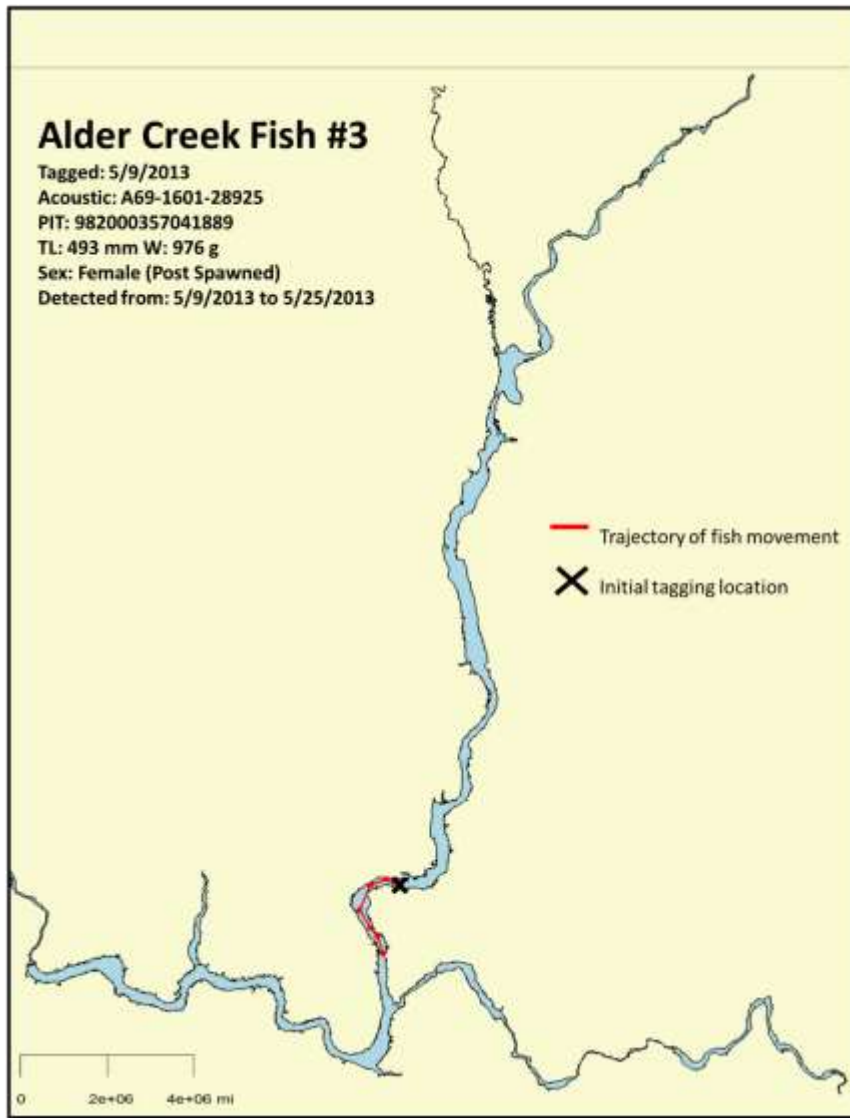 Alder Creek Fish #3
Tagged: 5/9/2013
Acoustic: A69-1601-28925
PIT: 982000357041889
TL: 493 mm W: 976 g
Sex: Female (Post Spawned)
Detected from: 5/9/2013 to 5/25/2013
Trajectory of fish movement
Initial tagging location
0 2e+06 4e+06 mi